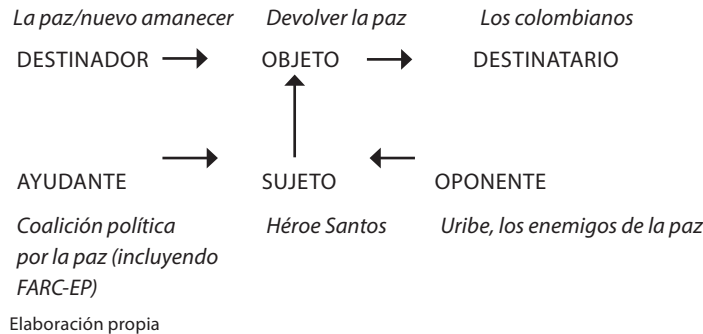 La paz/nuevo amanecer Devolver la paz Los colombianos
DESTINADOR OBJETO DESTINATARIO
AYUDANTE SUJETO OPONENTE
Coalición política Héroe Santos Uribe, los enemigos de la paz
por la paz (incluyendo
FARC-EP)
Elaboración propia